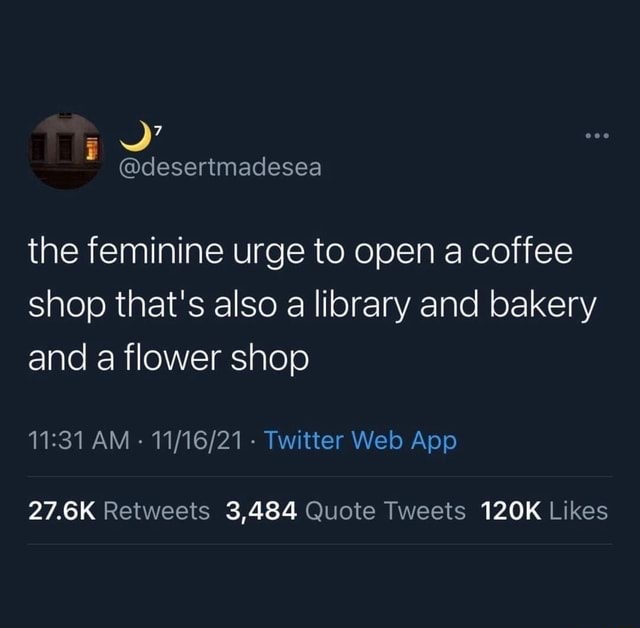 🌙⁷
@desertmadesea
the feminine urge to open a coffee
shop that's also a library and bakery
and a flower shop
11:31 AM · 11/16/21 · Twitter Web App
27.6K Retweets 3,484 Quote Tweets 120K Likes